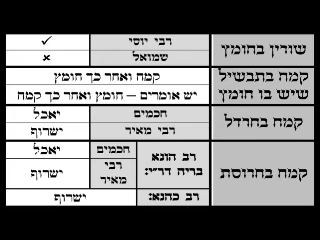 שורין בחומץ
רבי יוסי ✓
שמואל ×
קמח בתבשיל
שיש בו חומץ
קמח ואחר כך חומץ
יש אומרים – חומץ ואחר כך קמח
קמח בחרדל
חכמים יאכל
רבי מאיר ישרוף
קמח בחרוסת
רב הונא
בריה דר"י:
חכמים יאכל
רבי
מאיר
ישרוף
רב כהנא:
ישרוף